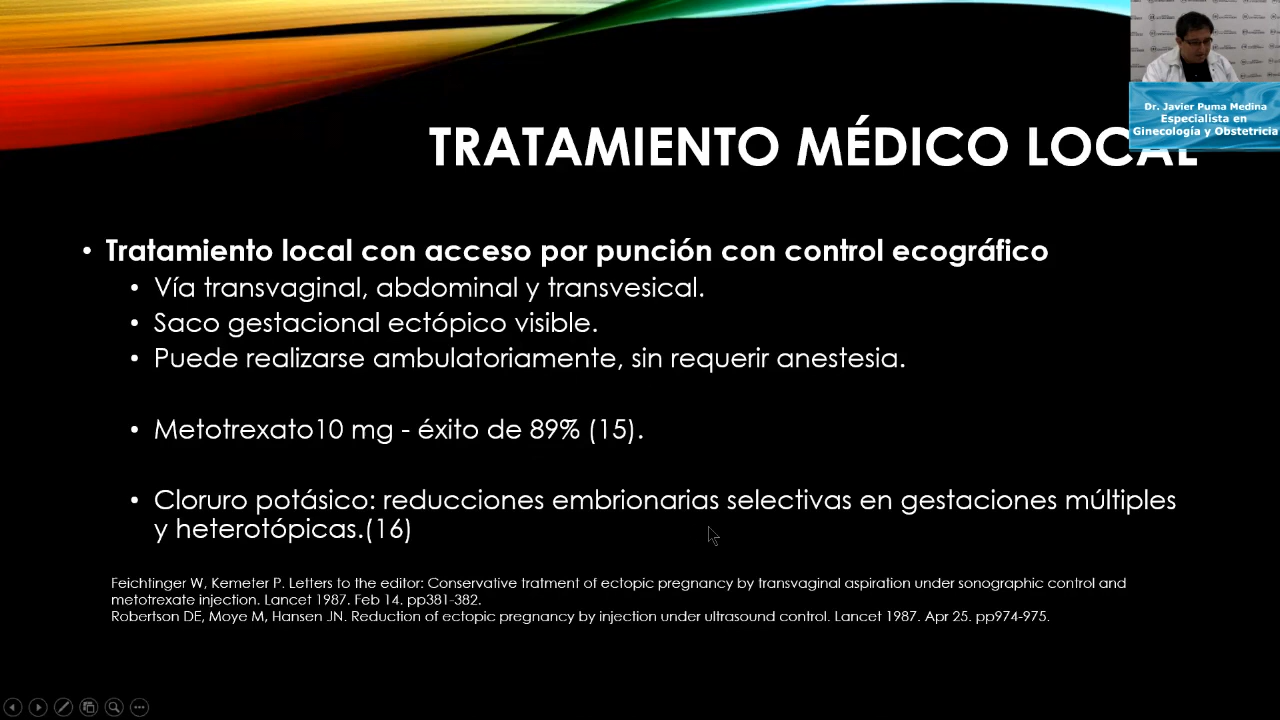 Dr. Javier Puma Medina
Especialista en
Ginecología y Obstetricia
TRATAMIENTO MÉDICO LOCAL
• Tratamiento local con acceso por punción con control ecográfico
• Vía transvaginal, abdominal y transvesical.
• Saco gestacional ectópico visible.
• Puede realizarse ambulatoriamente, sin requerir anestesia.
• Metotrexato10 mg - éxito de 89% (15).
• Cloruro potásico: reducciones embrionarias selectivas en gestaciones múltiples
y heterotópicas.(16)
Feichtinger W, Kemeter P. Letters to the editor: Conservative tratment of ectopic pregnancy by transvaginal aspiration under sonographic control and
metotrexate injection. Lancet 1987. Feb 14. pp381-382.
Robertson DE, Moye M, Hansen JN. Reduction of ectopic pregnancy by injection under ultrasound control. Lancet 1987. Apr 25. pp974-975.